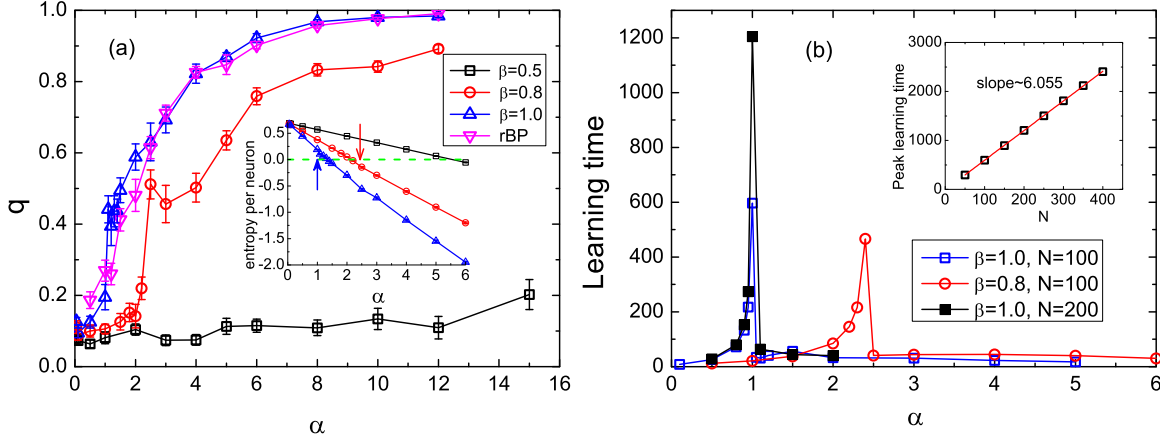 (a)
q
1.0
0.8
0.6
0.4
0.2
0.0
0 2 4 6 8 10 12 14 16
α
β=0.5
β=0.8
β=1.0
rBP
entropy per neuron
0.5
0.0
-0.5
-1.0
-1.5
-2.0
0 1 2 3 4 5 6
α
(b)
Learning time
1200
1000
800
600
400
200
0
0 1 2 3 4 5 6
α
Peak learning time
3000
2000
1000
0
slope~6.055
0 100 200 300 400
N
β=1.0, N=100
β=0.8, N=100
β=1.0, N=200